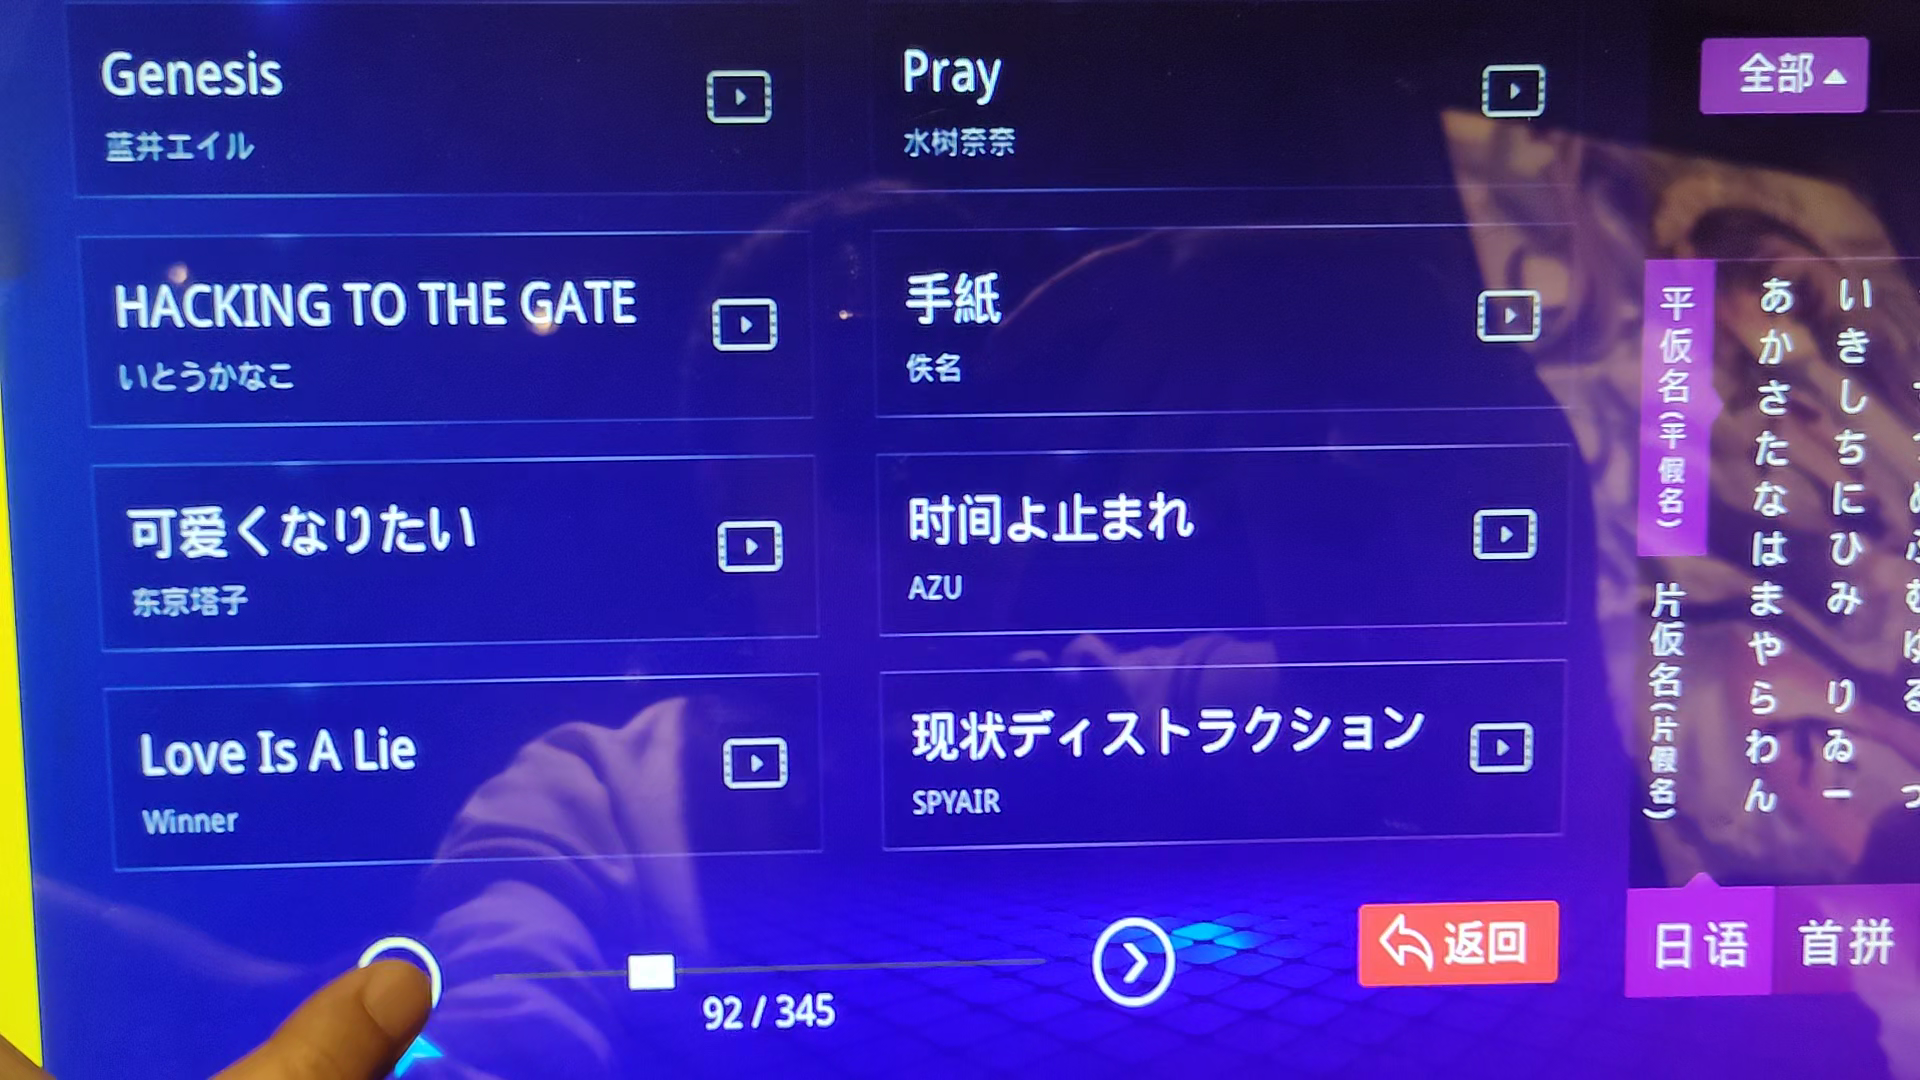 Genesis
蓝井エイル
Pray
水树奈奈
HACKING TO THE GATE
いとうかなこ
手紙
佚名
可爱くなりたい
东京塔子
时间よ止まれ
AZU
Love Is A Lie
Winner
现状ディストラクション
SPYAIR
92 / 345
返回
全部
平仮名(平假名)
片仮名(片假名)
あかさたなはまやらわん
いきしちにひみ りゐー
日语
首拼